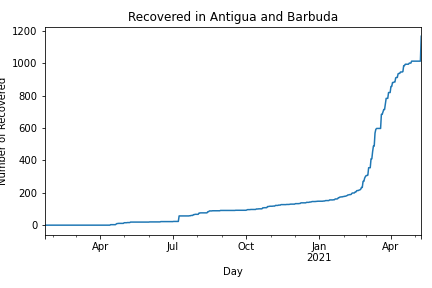 Recovered in Antigua and Barbuda
1200
1000
800
600
400
200
0
Number of Recovered
Apr
Jul
Oct
Jan
2021
Apr
Day